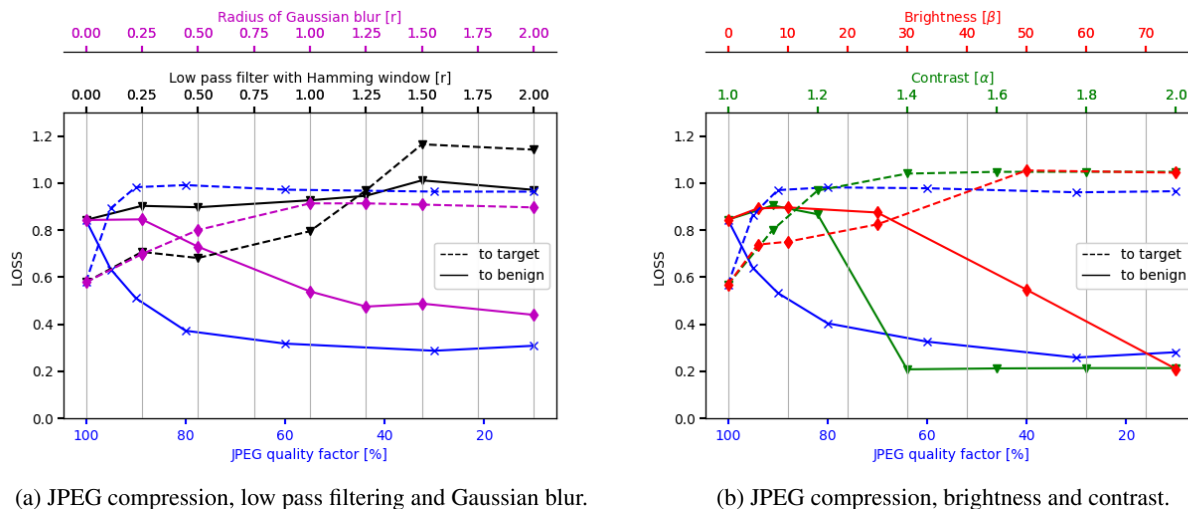 Radius of Gaussian blur [r]
0.00 0.25 0.50 0.75 1.00 1.25 1.50 1.75 2.00
Low pass filter with Hamming window [r]
0.00 0.25 0.50 0.75 1.00 1.25 1.50 1.75 2.00
1.2
1.0
0.8
0.6
0.4
0.2
0.0
LOSS
to target
to benign
100 80 60 40 20
JPEG quality factor [%]
(a) JPEG compression, low pass filtering and Gaussian blur.
Brightness [β]
0 10 20 30 40 50 60 70
Contrast [α]
1.0 1.2 1.4 1.6 1.8 2.0
1.2
1.0
0.8
0.6
0.4
0.2
0.0
LOSS
to target
to benign
100 80 60 40 20
JPEG quality factor [%]
(b) JPEG compression, brightness and contrast.